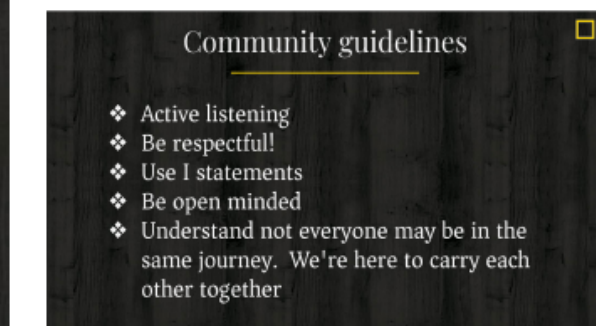 Community guidelines
❖ Active listening
❖ Be respectful!
❖ Use I statements
❖ Be open minded
❖ Understand not everyone may be in the
same journey. We're here to carry each
other together